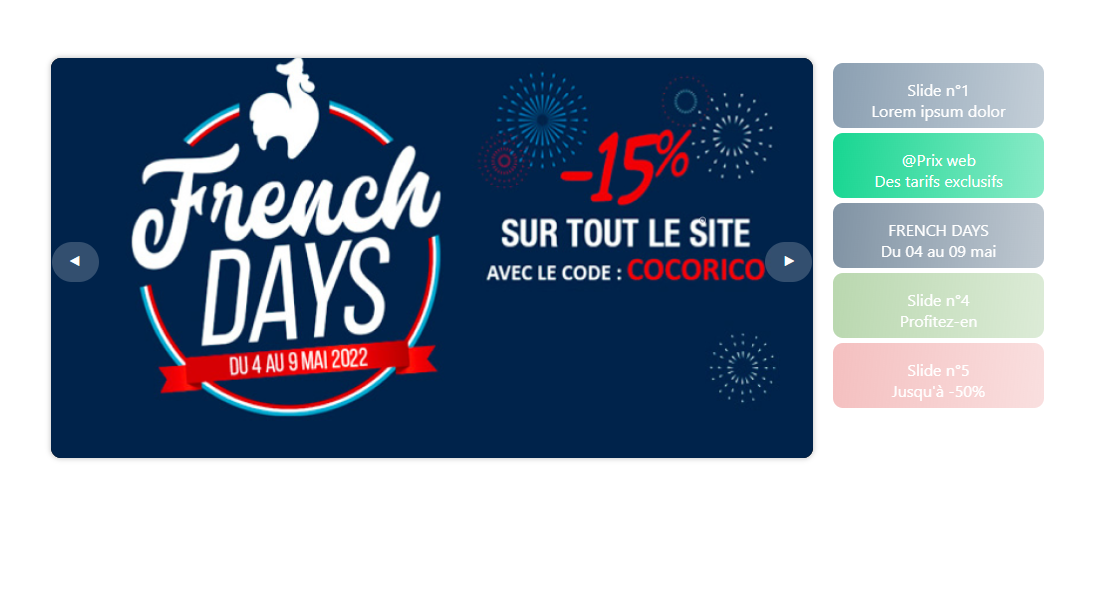 French
DAYS
DU 4 AU 9 MAI 2022
-15%
SUR TOUT LE SITE
AVEC LE CODE : COCORICO
Slide n°1
Lorem ipsum dolor
@Prix web
Des tarifs exclusifs
FRENCH DAYS
Du 04 au 09 mai
Slide n°4
Profitez-en
Slide n°5
Jusqu'à -50%